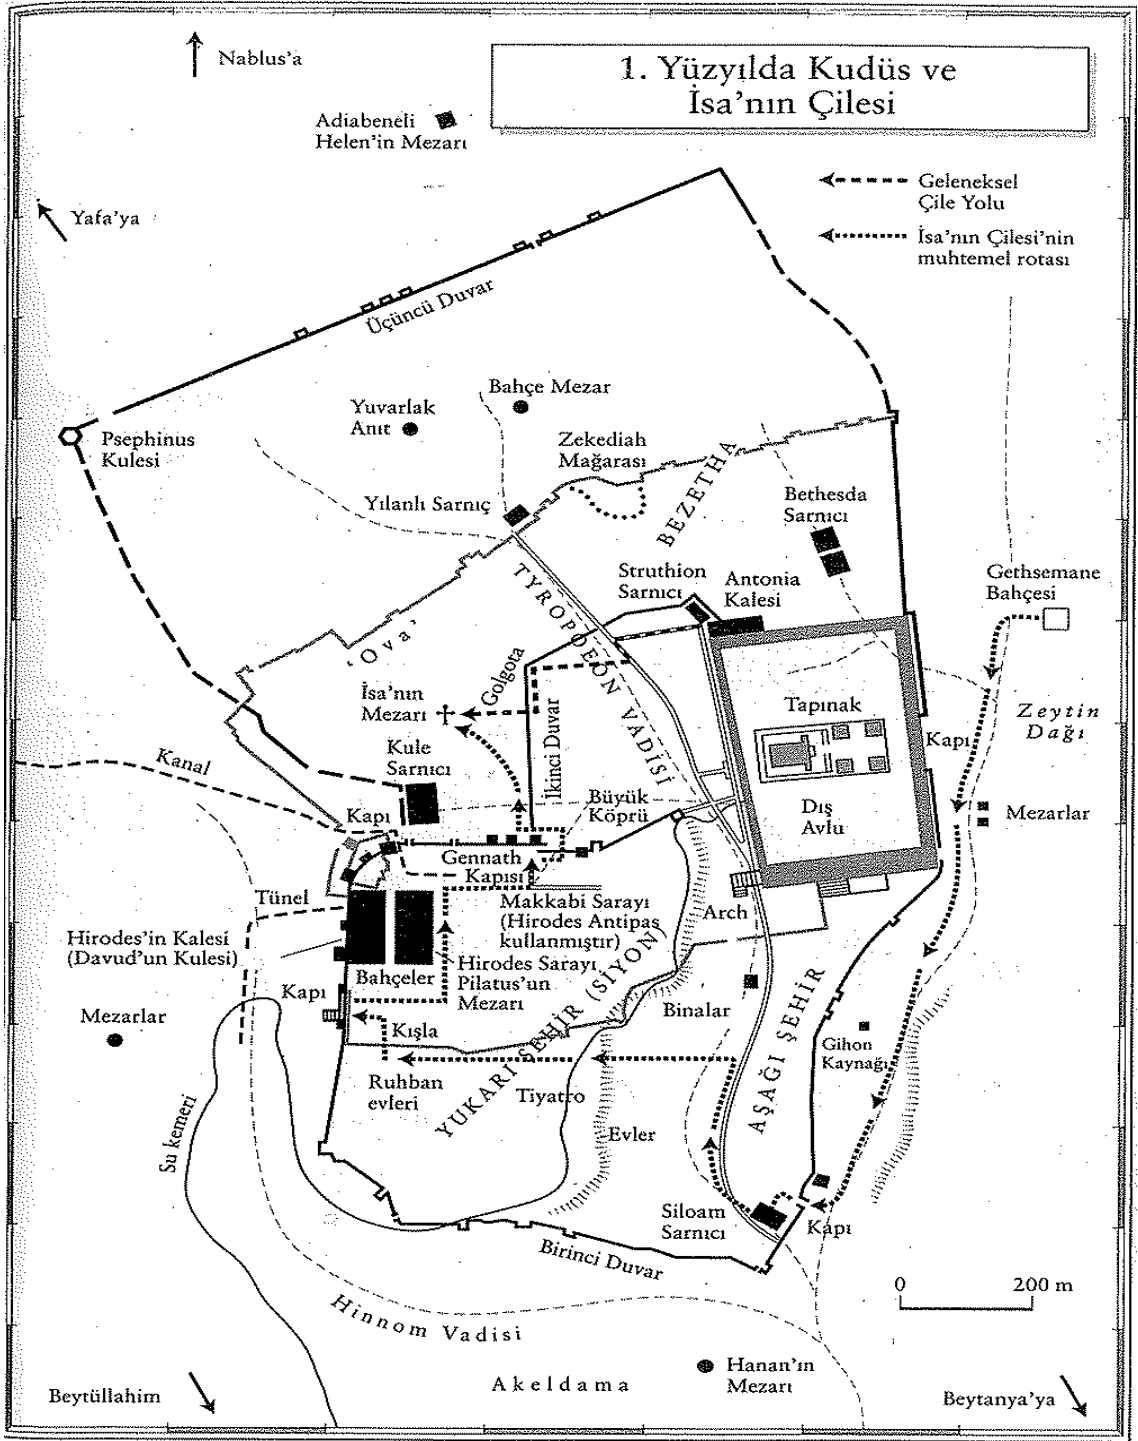 1. Yüzyılda Kudüs ve
İsa'nın Çilesi
Nablus'a
Adiabeneli
Helen'in Mezarı
Yafa'ya
Geleneksel
Çile Yolu
İsa'nın Çilesi'nin
muhtemel rotası
Üçüncü Duvar
Bahçe Mezar
Yuvarlak
Anıt
Psephinus
Kulesi
Zekediah
Mağarası
BEZETHA
Yılanlı Sarnıç
Bethesda
Sarnıcı
Struthion
Sarnıcı
Antonia
Kalesi
Gethsemane
Bahçesi
TYROPOEON VADİSİ
'Ova'
Golgota
İsa'nın
Mezarı
İkinci Duvar
Tapınak
Kapı
Zeytin
Dağı
Kule
Sarnıcı
Kanal
Kapı
Büyük
Köprü
Dış
Avlu
Mezarlar
Gennath
Kapısı
Tünel
Makkabi Sarayı
(Hirodes Antipas
kullanmıştır)
Arch
Hirodes'in Kalesi
(Davud'un Kulesi)
Bahçeler
Hirodes Sarayı
Pilatus'un
Mezarı
Kapı
Kışla
Mezarlar
YUKARI ŞEHİR (SİYON)
Binalar
AŞAĞI ŞEHİR
Gihon
Kaynağı
Ruhban
evleri
Tiyatro
Evler
Su kemeri
Siloam
Sarnıcı
Kapı
Birinci Duvar
0 200 m
Hinnom Vadisi
Akeldama
Hanan'ın
Mezarı
Beytüllahim
Beytanya'ya